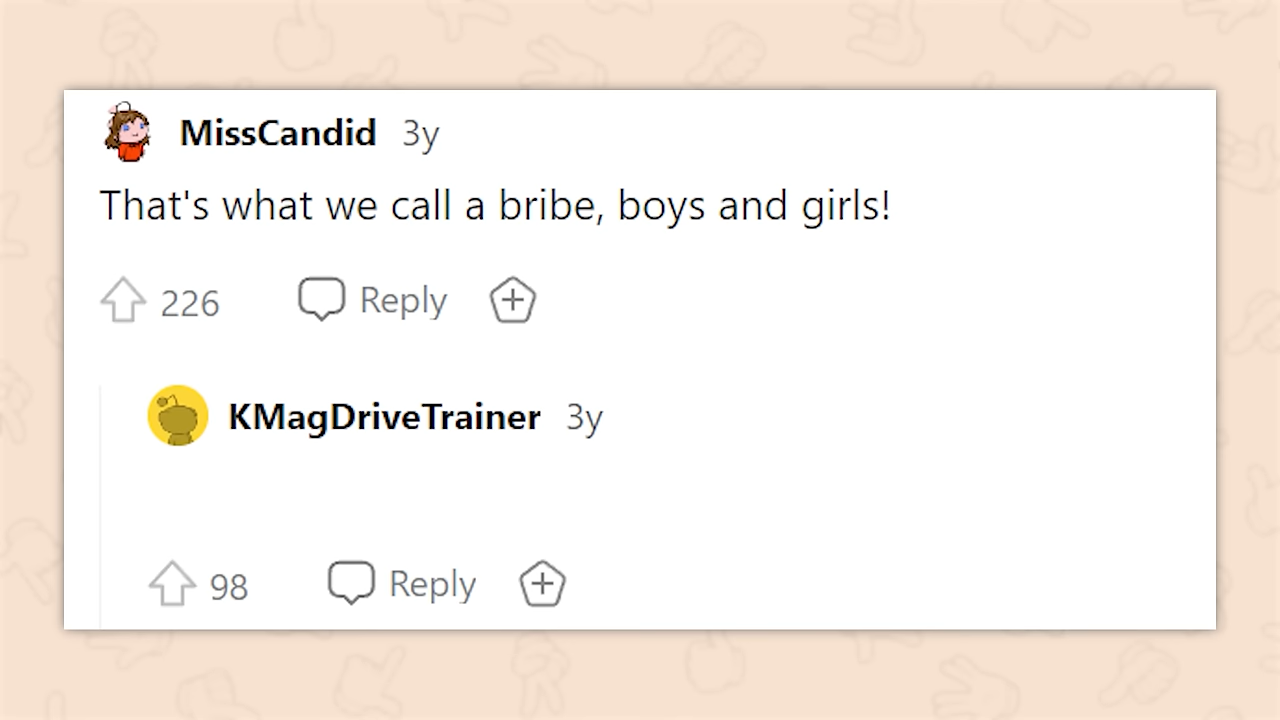 MissCandid 3y
That's what we call a bribe, boys and girls!
226 Reply
KMagDriveTrainer 3y
98 Reply